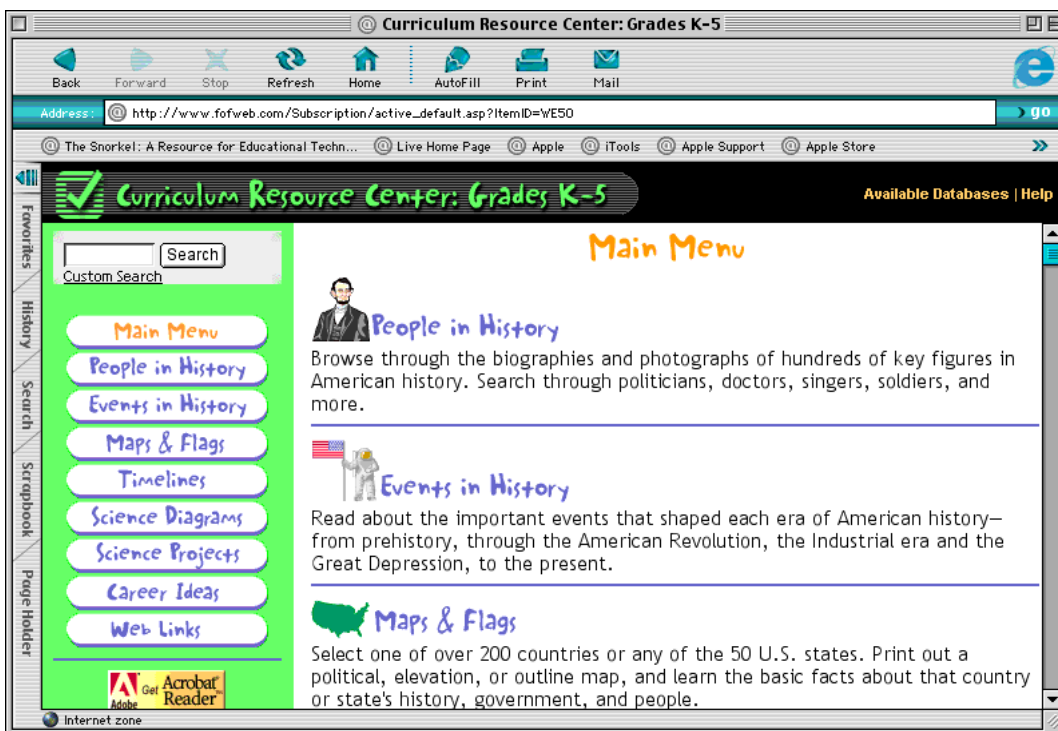 Curriculum Resource Center: Grades K-5
Back Forward Stop Refresh Home AutoFill Print Mail
Address: http://www.fofweb.com/Subscription/active_default.asp?ItemID=WE50 go
The Snorkel: A Resource for Educational Techn... Live Home Page Apple iTools Apple Support Apple Store
Curriculum Resource Center: Grades K-5
Available Databases | Help
Favorites
History
Search
Scrapbook
Page Holder
Search
Custom Search
Main Menu
People in History
Events in History
Maps & Flags
Timelines
Science Diagrams
Science Projects
Career Ideas
Web Links
Adobe Get Acrobat Reader
Main Menu
People in History
Browse through the biographies and photographs of hundreds of key figures in
American history. Search through politicians, doctors, singers, soldiers, and
more.
Events in History
Read about the important events that shaped each era of American history—
from prehistory, through the American Revolution, the Industrial era and the
Great Depression, to the present.
Maps & Flags
Select one of over 200 countries or any of the 50 U.S. states. Print out a
political, elevation, or outline map, and learn the basic facts about that country
or state's history, government, and people.
Internet zone